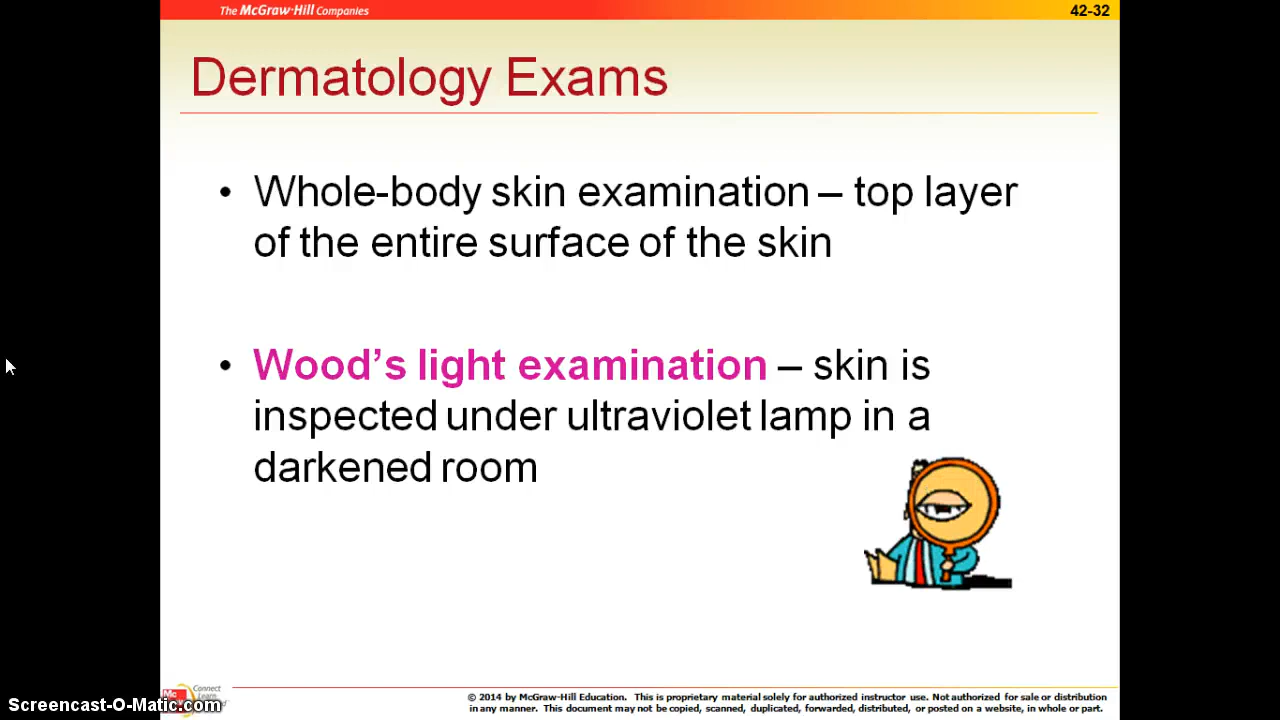 The McGraw-Hill Companies
42-32
Dermatology Exams
• Whole-body skin examination – top layer
of the entire surface of the skin
• Wood’s light examination – skin is
inspected under ultraviolet lamp in a
darkened room
Mc
Connect
Learn
Screencast-O-Matic.com
© 2014 by McGraw-Hill Education. This is proprietary material solely for authorized instructor use. Not authorized for sale or distribution
in any manner. This document may not be copied, scanned, duplicated, forwarded, distributed, or posted on a website, in whole or part.